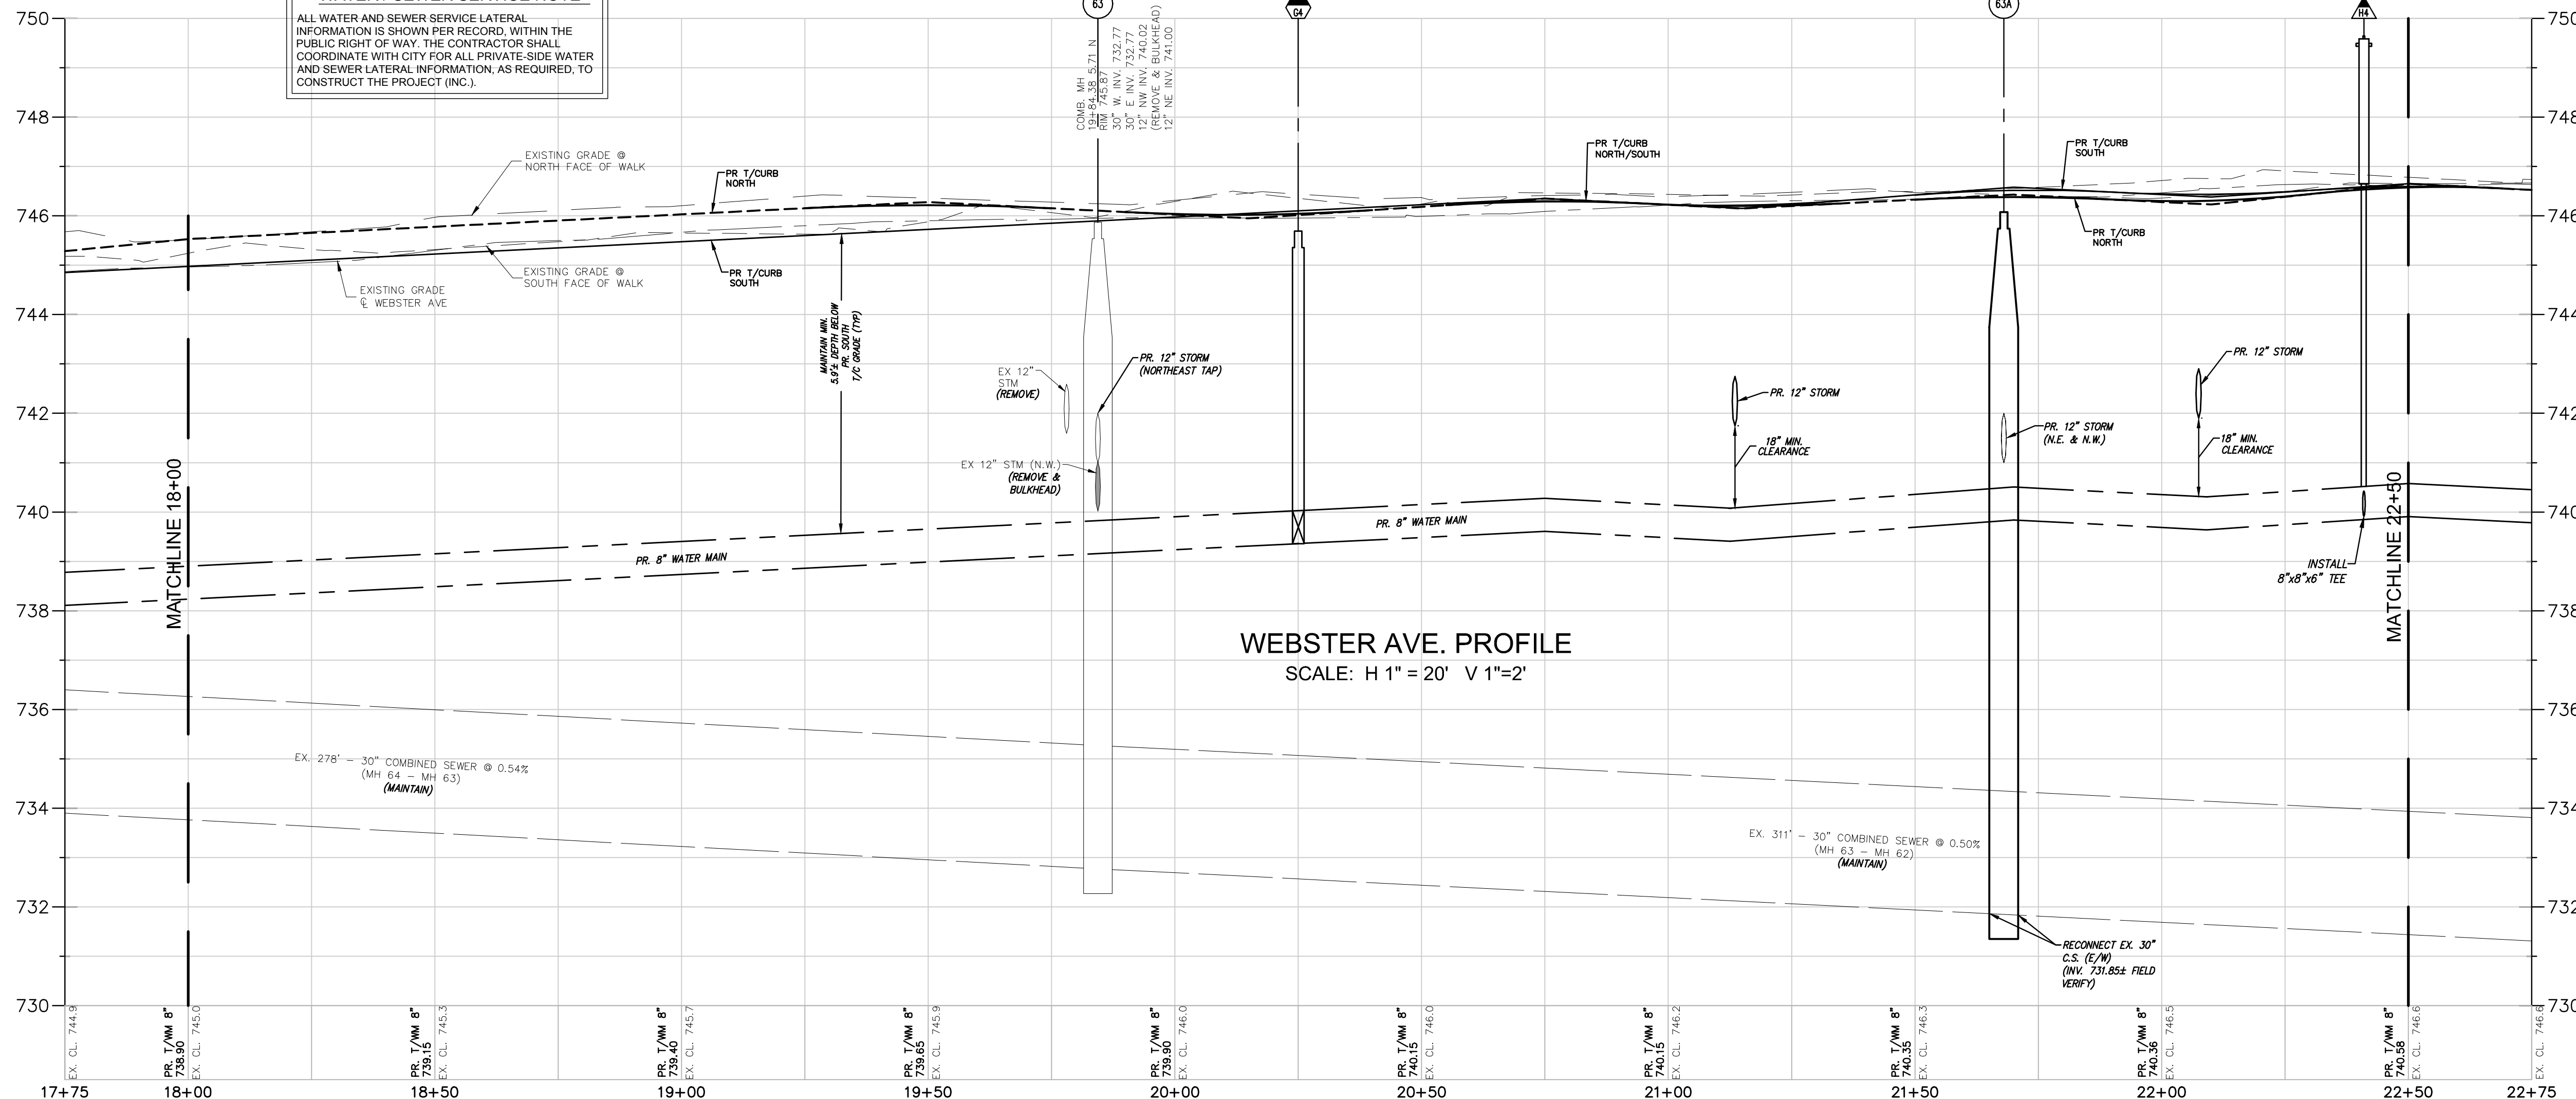 ALL WATER AND SEWER SERVICE LATERAL
INFORMATION IS SHOWN PER RECORD, WITHIN THE
PUBLIC RIGHT OF WAY. THE CONTRACTOR SHALL
COORDINATE WITH CITY FOR ALL PRIVATE-SIDE WATER
AND SEWER LATERAL INFORMATION, AS REQUIRED, TO
CONSTRUCT THE PROJECT (INC.).
63
G4
63A
H4
COMB. MH
19+84.38 5.71 N
RIM 745.87
30" W. INV. 732.77
30" E INV. 732.77
12" NW INV. 740.02
(REMOVE & BULKHEAD)
12" NE INV. 741.00
750
748
746
744
742
740
738
736
734
732
730
750
748
746
744
742
740
738
736
734
732
730
EXISTING GRADE @
NORTH FACE OF WALK
PR T/CURB
NORTH
PR T/CURB
NORTH/SOUTH
PR T/CURB
SOUTH
PR T/CURB
NORTH
EXISTING GRADE
℄ WEBSTER AVE
EXISTING GRADE @
SOUTH FACE OF WALK
PR T/CURB
SOUTH
MAINTAIN MIN.
5.9'± DEPTH BELOW
PR. SOUTH
T/C GRADE (TYP)
EX 12"
STM
(REMOVE)
PR. 12" STORM
(NORTHEAST TAP)
EX 12" STM (N.W.)
(REMOVE &
BULKHEAD)
PR. 12" STORM
18" MIN.
CLEARANCE
PR. 12" STORM
(N.E. & N.W.)
PR. 12" STORM
18" MIN.
CLEARANCE
MATCHLINE 18+00
PR. 8" WATER MAIN
PR. 8" WATER MAIN
INSTALL
8"x8"x6" TEE
MATCHLINE 22+50
WEBSTER AVE. PROFILE
SCALE: H 1" = 20' V 1"=2'
EX. 278' - 30" COMBINED SEWER @ 0.54%
(MH 64 - MH 63)
(MAINTAIN)
EX. 311' - 30" COMBINED SEWER @ 0.50%
(MH 63 - MH 62)
(MAINTAIN)
RECONNECT EX. 30"
C.S. (E/W)
(INV. 731.85± FIELD
VERIFY)
EX. CL. 744.9
PR. T/WM 8"
738.90
EX. CL. 745.0
PR. T/WM 8"
739.15
EX. CL. 745.3
PR. T/WM 8"
739.40
EX. CL. 745.7
PR. T/WM 8"
739.65
EX. CL. 745.9
PR. T/WM 8"
739.90
EX. CL. 746.0
PR. T/WM 8"
740.15
EX. CL. 746.0
PR. T/WM 8"
740.15
EX. CL. 746.2
PR. T/WM 8"
740.35
EX. CL. 746.3
PR. T/WM 8"
740.36
EX. CL. 746.5
PR. T/WM 8"
740.58
EX. CL. 746.6
EX. CL. 746.6
17+75
18+00
18+50
19+00
19+50
20+00
20+50
21+00
21+50
22+00
22+50
22+75